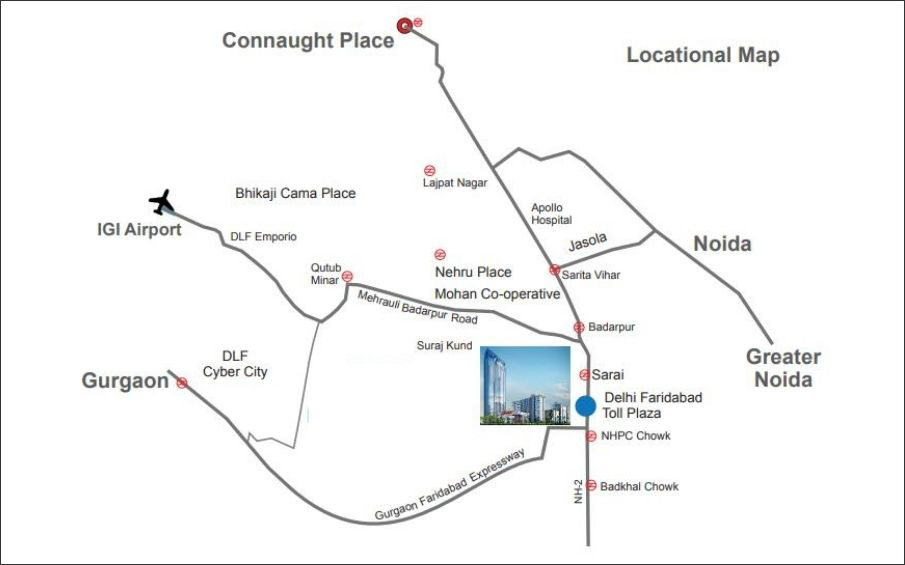 Connaught Place
Locational Map
Lajpat Nagar
Bhikaji Cama Place
Apollo
Hospital
IGI Airport
DLF Emporio
Jasola
Noida
Qutub
Minar
Nehru Place
Sarita Vihar
Mohan Co-operative
Mehrauli Badarpur Road
Badarpur
Suraj Kund
DLF
Cyber City
Greater
Noida
Gurgaon
Sarai
Delhi Faridabad
Toll Plaza
NHPC Chowk
Gurgaon Faridabad Expressway
NH-2
Badkhal Chowk